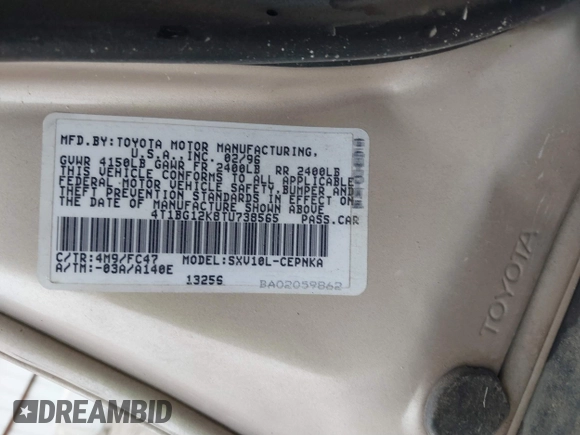 MFD.BY:TOYOTA MOTOR MANUFACTURING,
U.S.A.,INC. 02/96
GVWR 4150LB GAWR FR 2400LB RR 2400LB
THIS VEHICLE CONFORMS TO ALL APPLICABLE
FEDERAL MOTOR VEHICLE SAFETY,BUMPER AND
THEFT PREVENTION STANDARDS IN EFFECT ON
THE DATE OF MANUFACTURE SHOWN ABOVE
4T1BG12K8TU730565 PASS.CAR
C/TR:4M9/FC47 MODEL:SXV10L-CEPNKA
A/TM:-03A/A140E
13256
BA02059862
TOYOTA
DREAMBID